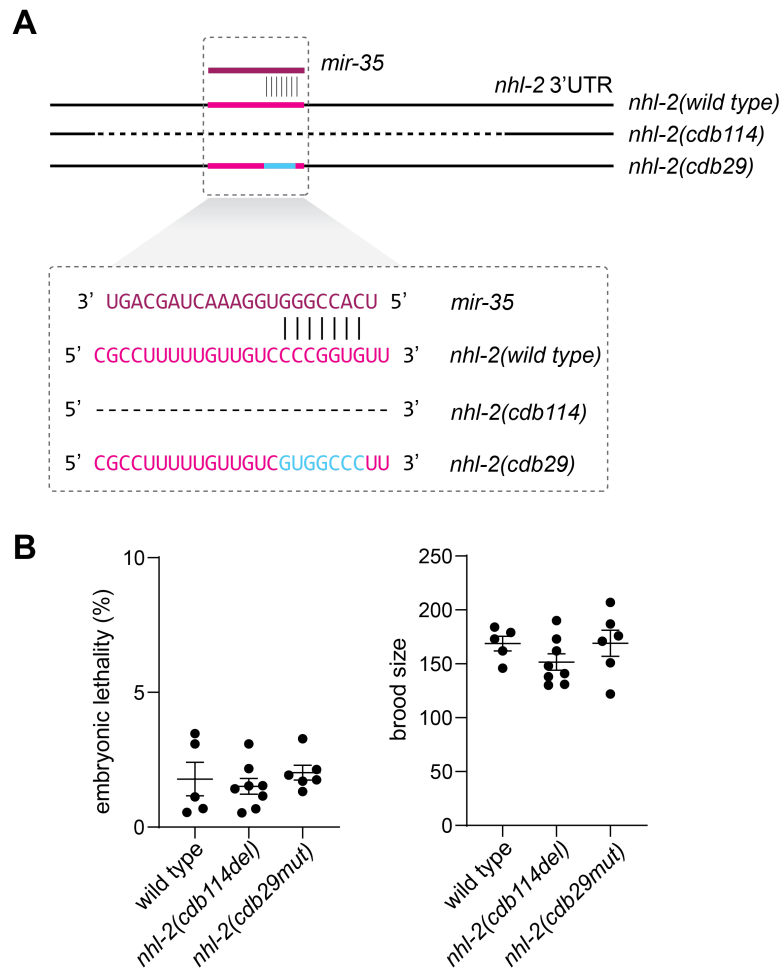 A
mir-35
nhl-2 3’UTR
nhl-2(wild type)
nhl-2(cdb114)
nhl-2(cdb29)
3’ UGACGAUCAAAGGUGGGCCACU 5’ mir-35
5’ CGCCUUUUUGUUGUCCCCGGUGUU 3’ nhl-2(wild type)
5’ 3’ nhl-2(cdb114)
5’ CGCCUUUUUGUUGUCGUGGCCCUU 3’ nhl-2(cdb29)
B
embryonic lethality (%)
10
5
0
wild type
nhl-2(cdb114del)
nhl-2(cdb29mut)
brood size
250
200
150
100
50
0
wild type
nhl-2(cdb114del)
nhl-2(cdb29mut)